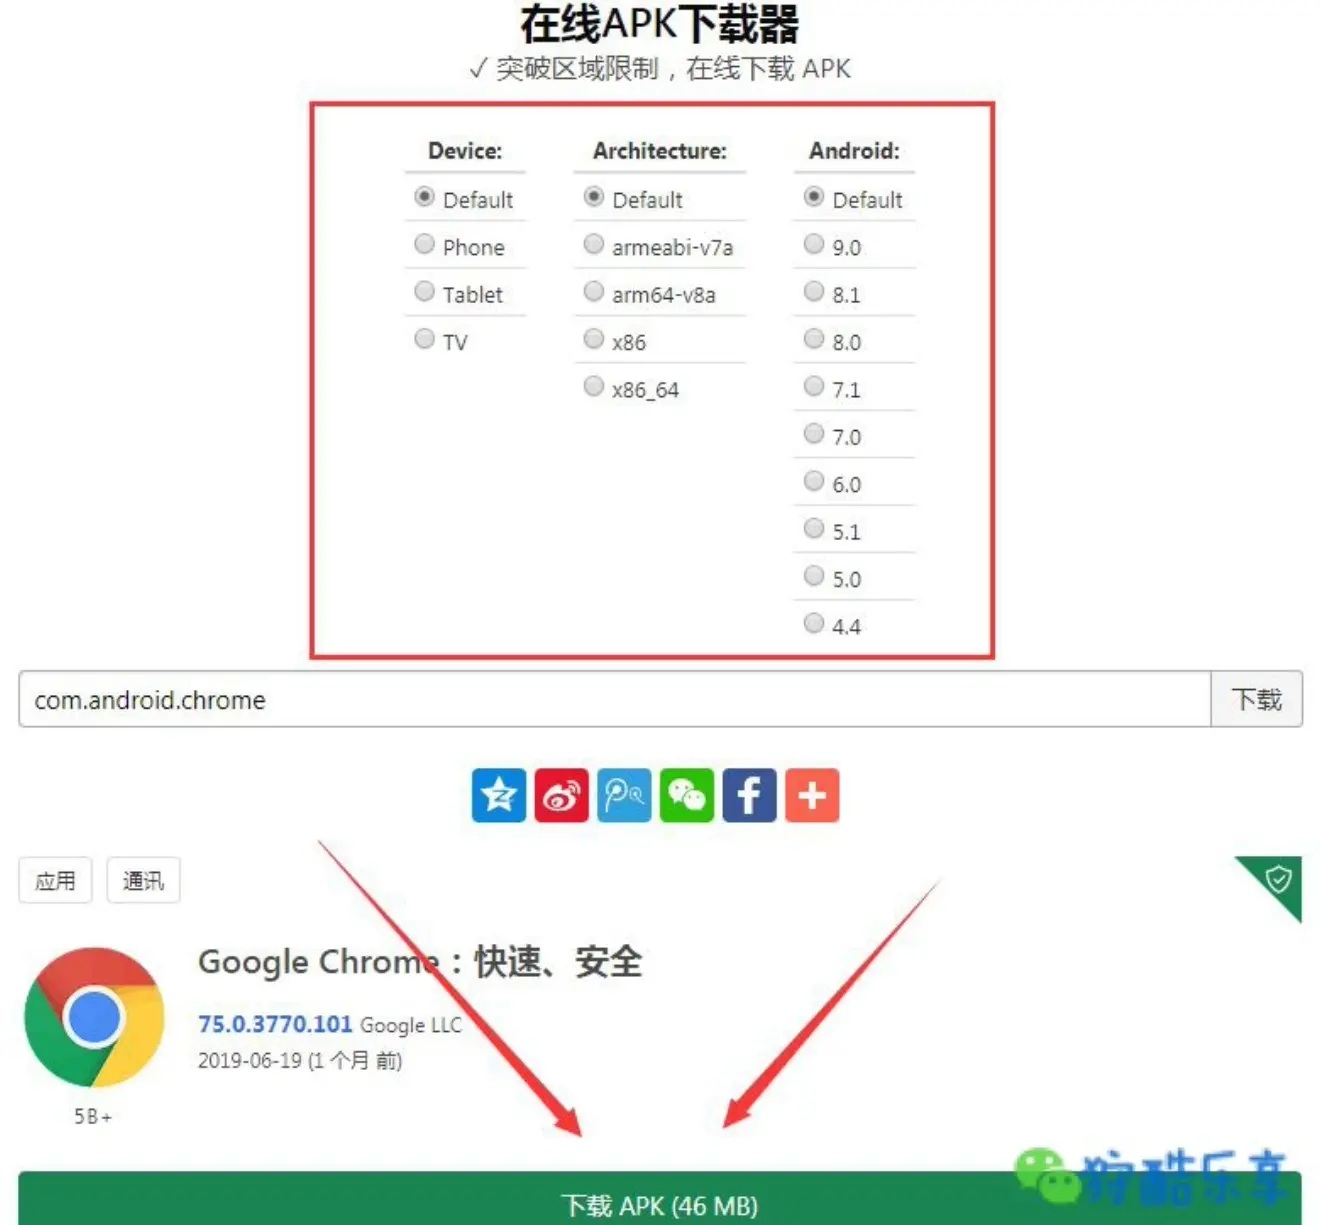 在线APK下载器
✓ 突破区域限制，在线下载 APK
Device: Architecture: Android:
Default Default Default
Phone armeabi-v7a 9.0
Tablet arm64-v8a 8.1
TV x86 8.0
x86_64 7.1
7.0
6.0
5.1
5.0
4.4
com.android.chrome 下载
应用 通讯
Google Chrome：快速、安全
75.0.3770.101 Google LLC
2019-06-19 (1 个月 前)
5B+
下载 APK (46 MB)
狩酷乐享